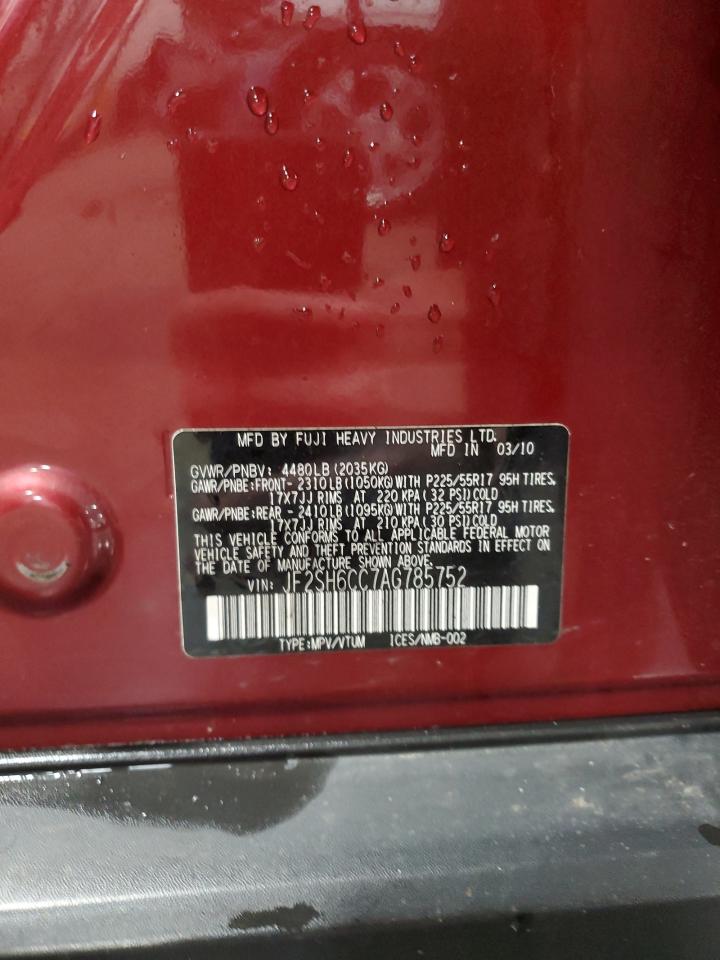 MFD BY FUJI HEAVY INDUSTRIES LTD.
MFD IN 03/10
GVWR/PNBV: 4480LB (2035KG)
GAWR/PNBE:FRONT- 2310LB (1050KG) WITH P225/55R17 95H TIRES,
17X7JJ RIMS AT 220 KPA ( 32 PSI) COLD
GAWR/PNBE:REAR - 2410LB (1095KG) WITH P225/55R17 95H TIRES,
17X7JJ RIMS AT 210 KPA ( 30 PSI) COLD
THIS VEHICLE CONFORMS TO ALL APPLICABLE FEDERAL MOTOR
VEHICLE SAFETY AND THEFT PREVENTION STANDARDS IN EFFECT ON
THE DATE OF MANUFACTURE SHOWN ABOVE.
VIN: JF2SH6CC7AG785752
TYPE:MPV/VTUM ICES/NMB-002